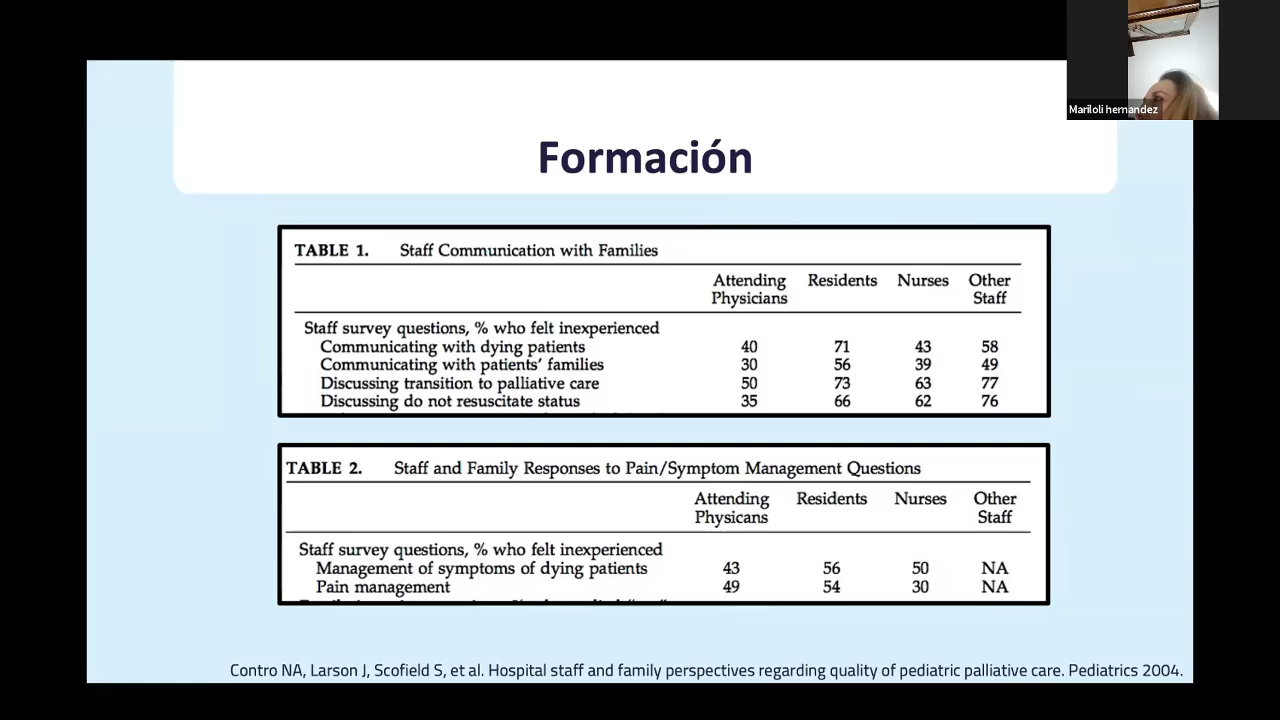 Mariloli hernandez
Formación
TABLE 1. Staff Communication with Families
Attending Physicians Residents Nurses Other Staff
Staff survey questions, % who felt inexperienced
Communicating with dying patients 40 71 43 58
Communicating with patients' families 30 56 39 49
Discussing transition to palliative care 50 73 63 77
Discussing do not resuscitate status 35 66 62 76
TABLE 2. Staff and Family Responses to Pain/Symptom Management Questions
Attending Physicans Residents Nurses Other Staff
Staff survey questions, % who felt inexperienced
Management of symptoms of dying patients 43 56 50 NA
Pain management 49 54 30 NA
Contro NA, Larson J, Scofield S, et al. Hospital staff and family perspectives regarding quality of pediatric palliative care. Pediatrics 2004.